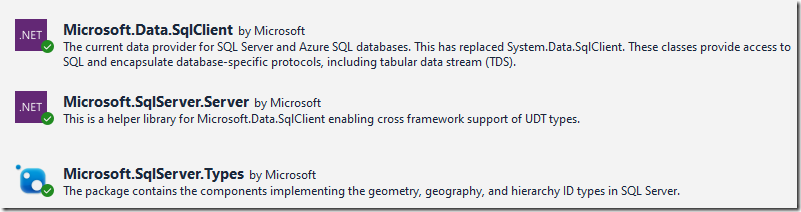 .NET
Microsoft.Data.SqlClient by Microsoft
The current data provider for SQL Server and Azure SQL databases. This has replaced System.Data.SqlClient. These classes provide access to
SQL and encapsulate database-specific protocols, including tabular data stream (TDS).
.NET
Microsoft.SqlServer.Server by Microsoft
This is a helper library for Microsoft.Data.SqlClient enabling cross framework support of UDT types.
Microsoft.SqlServer.Types by Microsoft
The package contains the components implementing the geometry, geography, and hierarchy ID types in SQL Server.